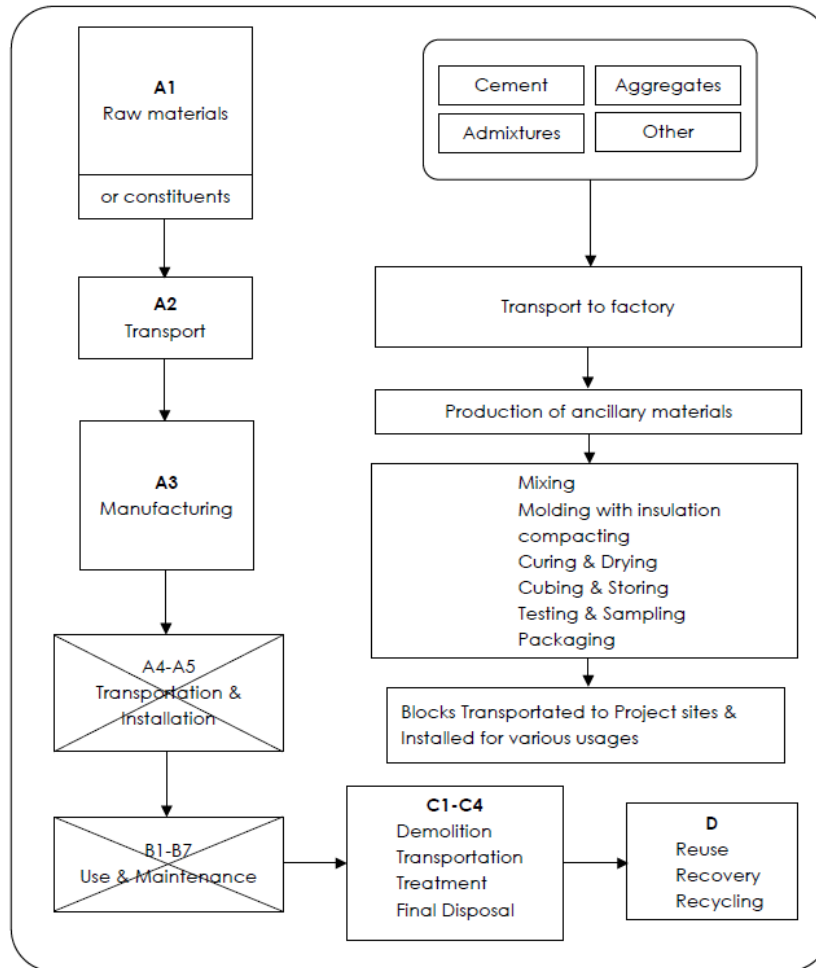 A1
Raw materials
or constituents
A2
Transport
A3
Manufacturing
A4-A5
Transportation &
Installation
B1-B7
Use & Maintenance
Cement
Aggregates
Admixtures
Other
Transport to factory
Production of ancillary materials
Mixing
Molding with insulation
compacting
Curing & Drying
Cubing & Storing
Testing & Sampling
Packaging
Blocks Transportated to Project sites &
Installed for various usages
C1-C4
Demolition
Transportation
Treatment
Final Disposal
D
Reuse
Recovery
Recycling